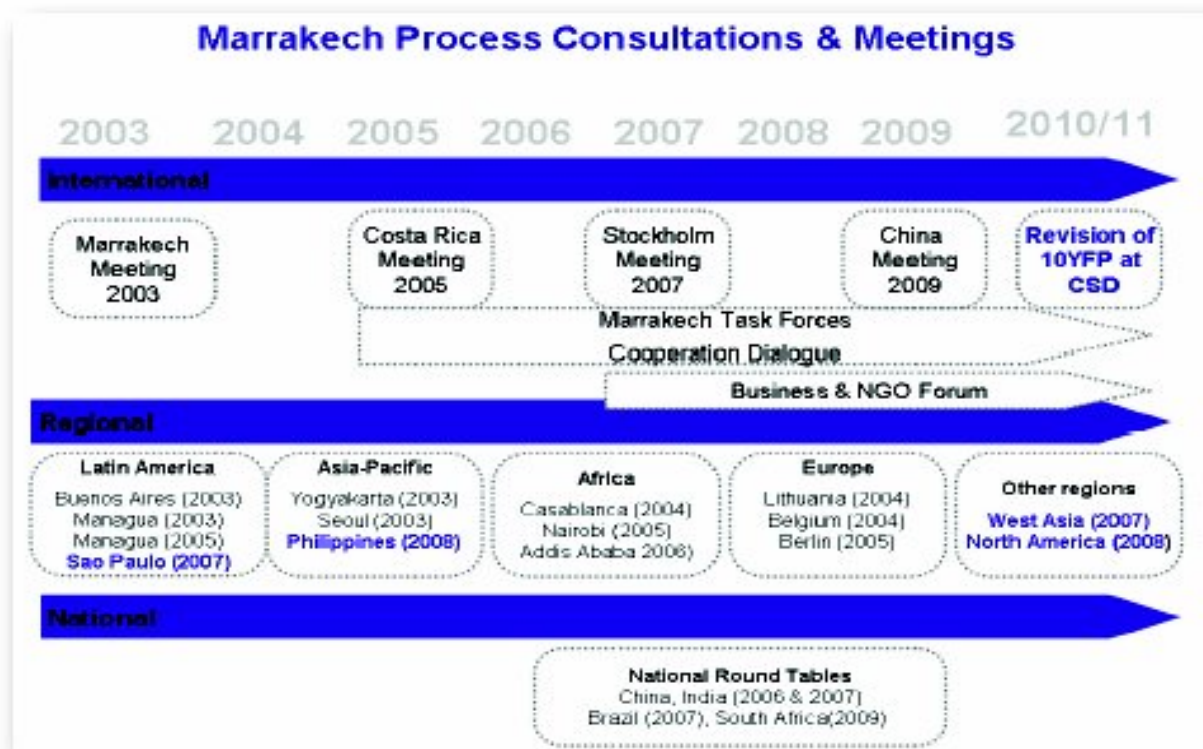 Marrakech Process Consultations & Meetings
2003 2004 2005 2006 2007 2008 2009 2010/11
International
Marrakech
Meeting
2003
Costa Rica
Meeting
2005
Stockholm
Meeting
2007
China
Meeting
2009
Revision of
10YFP at
CSD
Marrakech Task Forces
Cooperation Dialogue
Business & NGO Forum
Regional
Latin America
Buenos Aires (2003)
Managua (2003)
Managua (2005)
Sao Paulo (2007)
Asia-Pacific
Yogyakarta (2003)
Seoul (2003)
Philippines (2008)
Africa
Casablanca (2004)
Nairobi (2005)
Addis Ababa 2006)
Europe
Lithuania (2004)
Belgium (2004)
Berlin (2005)
Other regions
West Asia (2007)
North America (2008)
National
National Round Tables
China, India (2006 & 2007)
Brazil (2007), South Africa(2009)